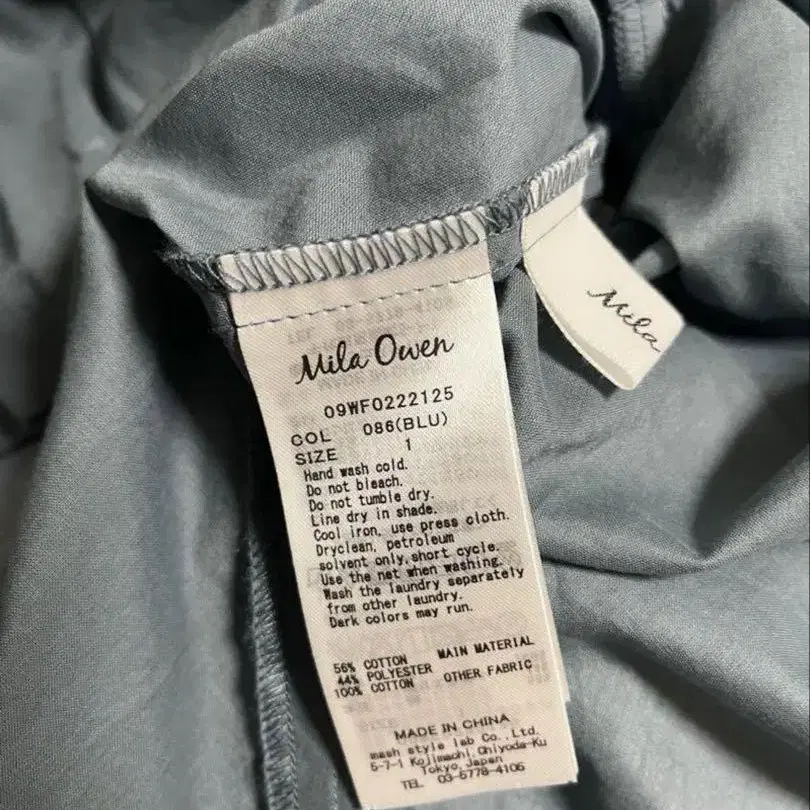 Mila Owen
09WFO222125
COL 086(BLU)
SIZE 1
Hand wash cold.
Do not bleach.
Do not tumble dry.
Line dry in shade.
Cool iron, use press cloth.
Dryclean, petroleum
solvent only,short cycle.
Use the net when washing.
Wash the laundry separately
from other laundry.
Dark colors may run.
56% COTTON MAIN MATERIAL
44% POLYESTER
100% COTTON OTHER FABRIC
MADE IN CHINA
mash style lab Co.,Ltd.
5-7-1 Kojimachi,Chiyoda-Ku
Tokyo,Japan
TEL 03-6778-4106
Mila